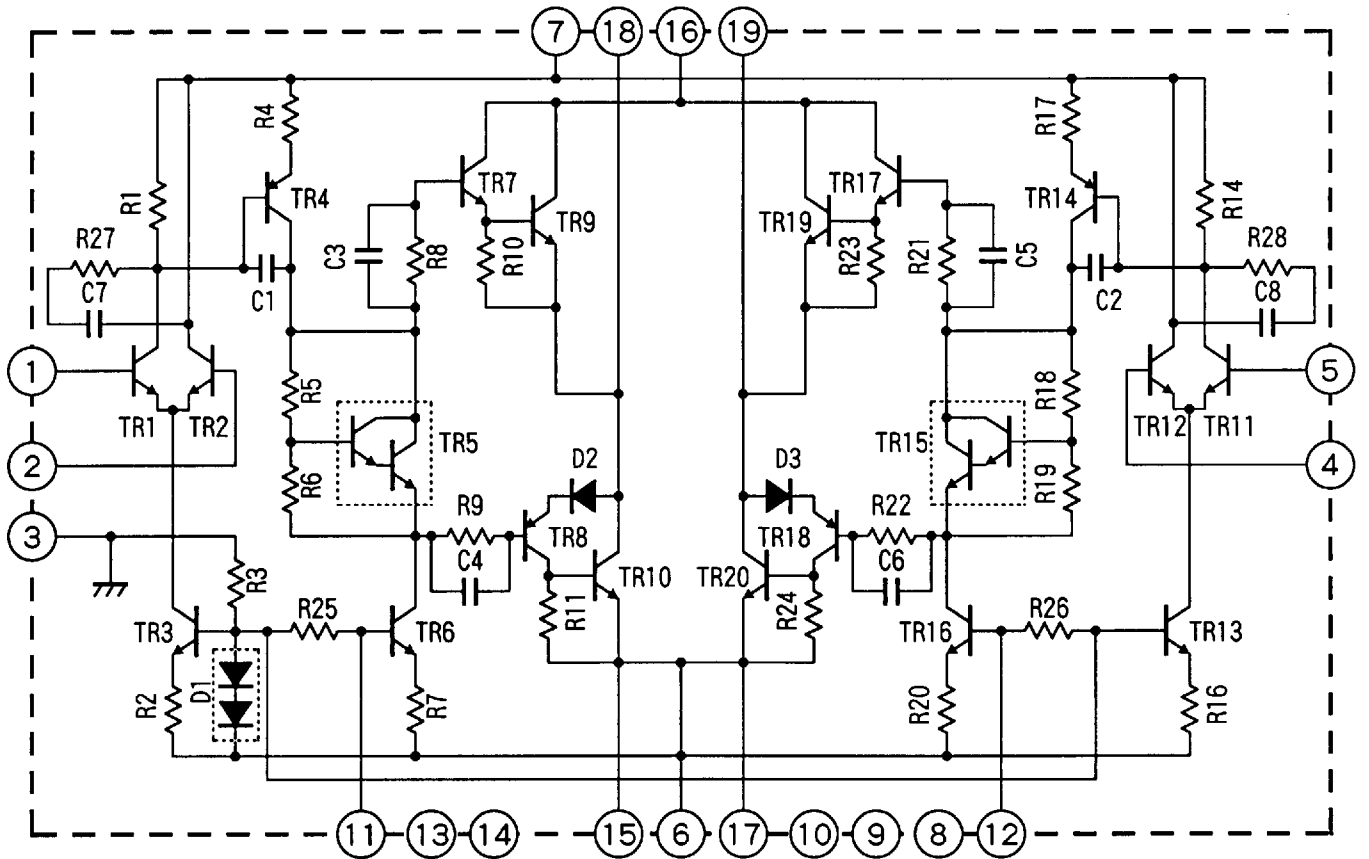 7 18 16 19
R4 R17
R1 TR4 TR7 TR9 TR17 TR19 TR14 R14
R27 C3 R8 R10 R23 R21 C5 R28
C7 C1 C2 C8
1 5
TR1 TR2 R5 TR5 TR15 R18 TR12 TR11
2 4
R6 D2 D3 R19
3 R9 TR8 TR18 R22
C4 TR10 TR20 C6
R3 R11 R24
TR3 R25 TR6 TR16 R26 TR13
R2 D1 R7 R20 R16
11 13 14 15 6 17 10 9 8 12